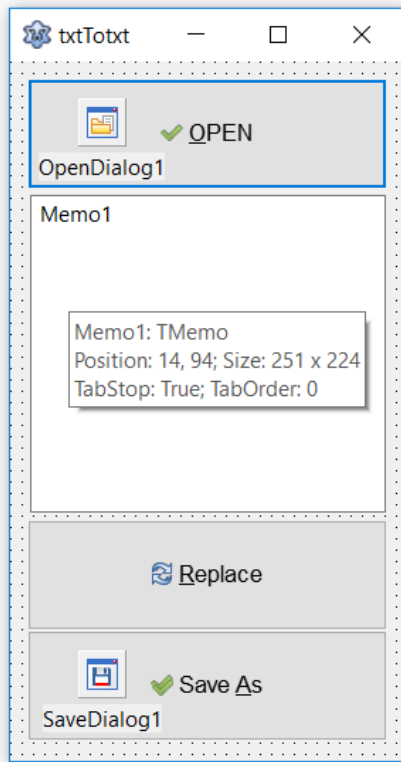 txtTotxt
OPEN
OpenDialog1
Memo1
Memo1: TMemo
Position: 14, 94; Size: 251 x 224
TabStop: True; TabOrder: 0
Replace
Save As
SaveDialog1